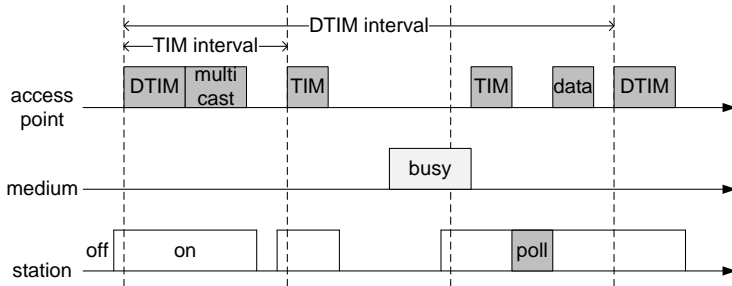 DTIM interval
TIM interval
DTIM
multi
cast
TIM
TIM
data
DTIM
access
point
busy
medium
off
on
poll
station